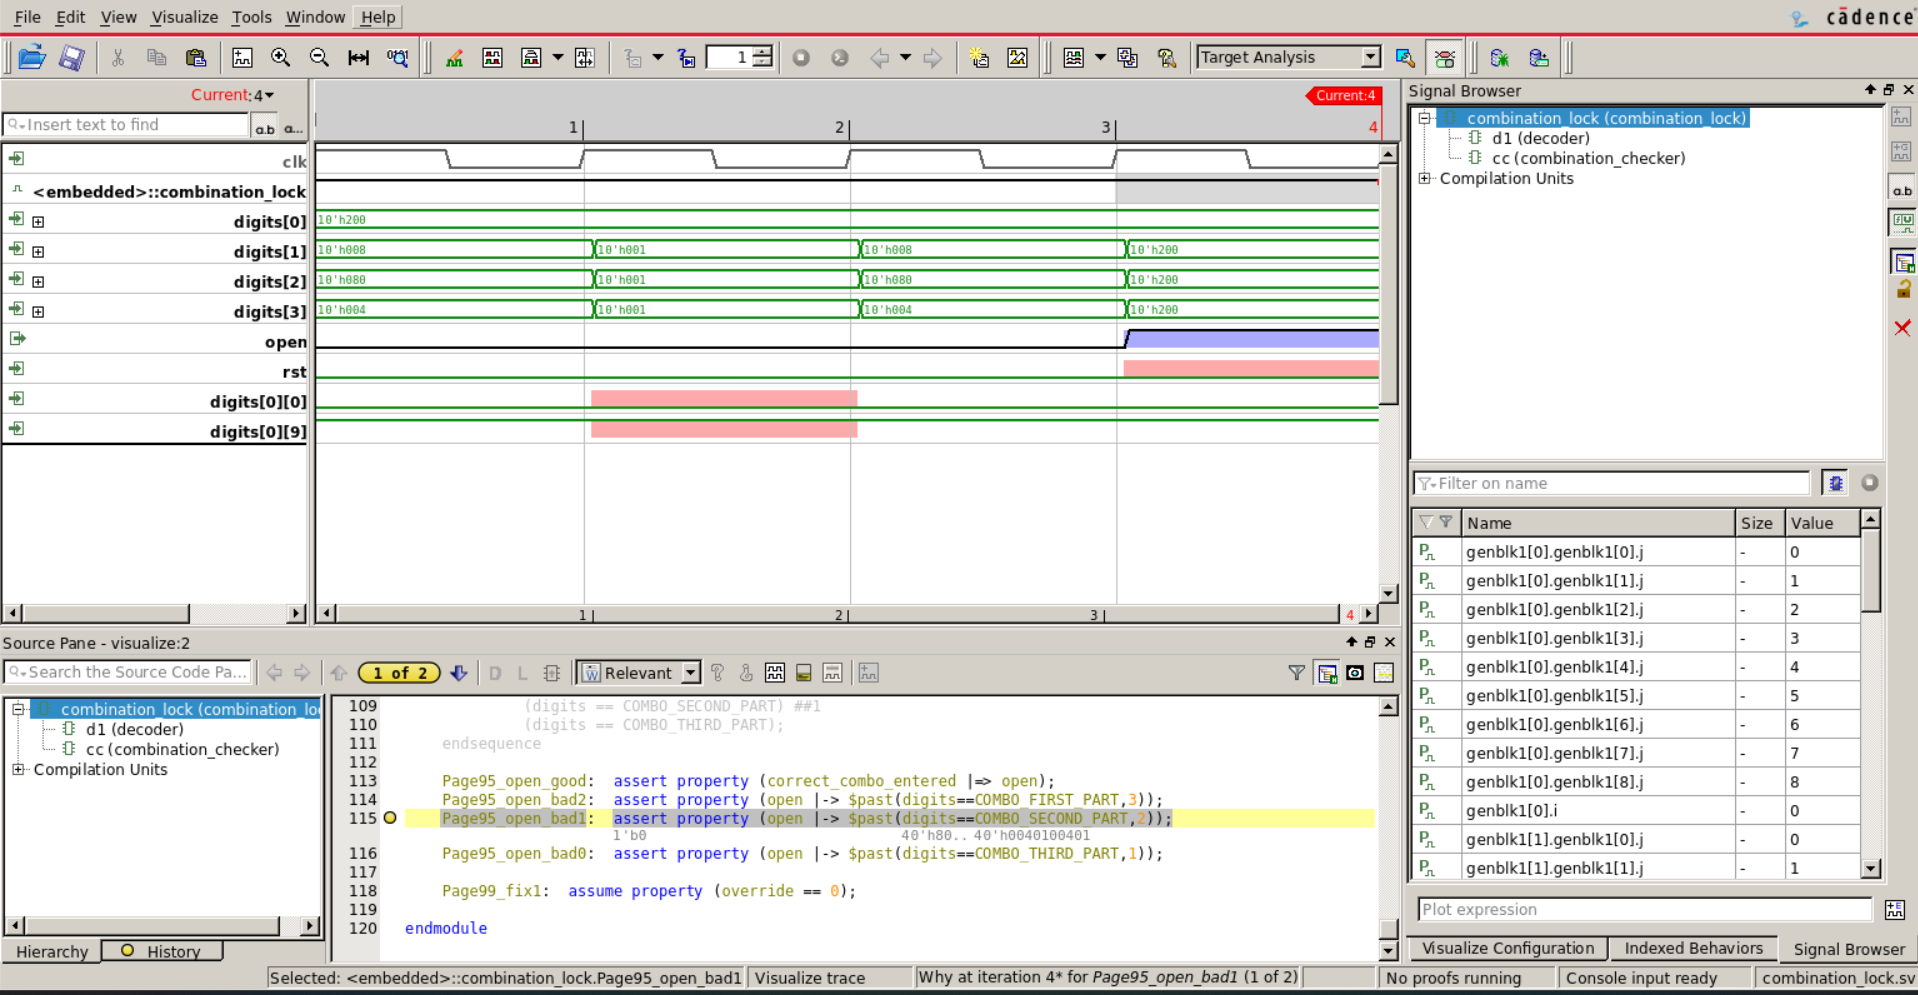 File Edit View Visualize Tools Window Help
cādence
1
Target Analysis
Current:4
Insert text to find
a.b a...
Current:4
1 2 3 4
clk
<embedded>::combination_lock
digits[0]
10'h200
digits[1]
10'h008 10'h001 10'h008 10'h200
digits[2]
10'h080 10'h001 10'h080 10'h200
digits[3]
10'h004 10'h001 10'h004 10'h200
open
rst
digits[0][0]
digits[0][9]
1 2 3 4
Signal Browser
combination_lock (combination_lock)
d1 (decoder)
cc (combination_checker)
Compilation Units
a.b
Filter on name
Name Size Value
genblk1[0].genblk1[0].j - 0
genblk1[0].genblk1[1].j - 1
genblk1[0].genblk1[2].j - 2
genblk1[0].genblk1[3].j - 3
genblk1[0].genblk1[4].j - 4
genblk1[0].genblk1[5].j - 5
genblk1[0].genblk1[6].j - 6
genblk1[0].genblk1[7].j - 7
genblk1[0].genblk1[8].j - 8
genblk1[0].i - 0
genblk1[1].genblk1[0].j - 0
genblk1[1].genblk1[1].j - 1
Plot expression
Visualize Configuration Indexed Behaviors Signal Browser
Source Pane - visualize:2
Search the Source Code Pa...
1 of 2
D L
Relevant
combination_lock (combination_lo
d1 (decoder)
cc (combination_checker)
Compilation Units
Hierarchy History
109 (digits == COMBO_SECOND_PART) ##1
110 (digits == COMBO_THIRD_PART);
111 endsequence
112
113 Page95_open_good: assert property (correct_combo_entered |=> open);
114 Page95_open_bad2: assert property (open |-> $past(digits==COMBO_FIRST_PART,3));
115 Page95_open_bad1: assert property (open |-> $past(digits==COMBO_SECOND_PART,2));
1'b0 40'h80.. 40'h0040100401
116 Page95_open_bad0: assert property (open |-> $past(digits==COMBO_THIRD_PART,1));
117
118 Page99_fix1: assume property (override == 0);
119
120 endmodule
Selected: <embedded>::combination_lock.Page95_open_bad1 Visualize trace Why at iteration 4* for Page95_open_bad1 (1 of 2) No proofs running Console input ready combination_lock.sv